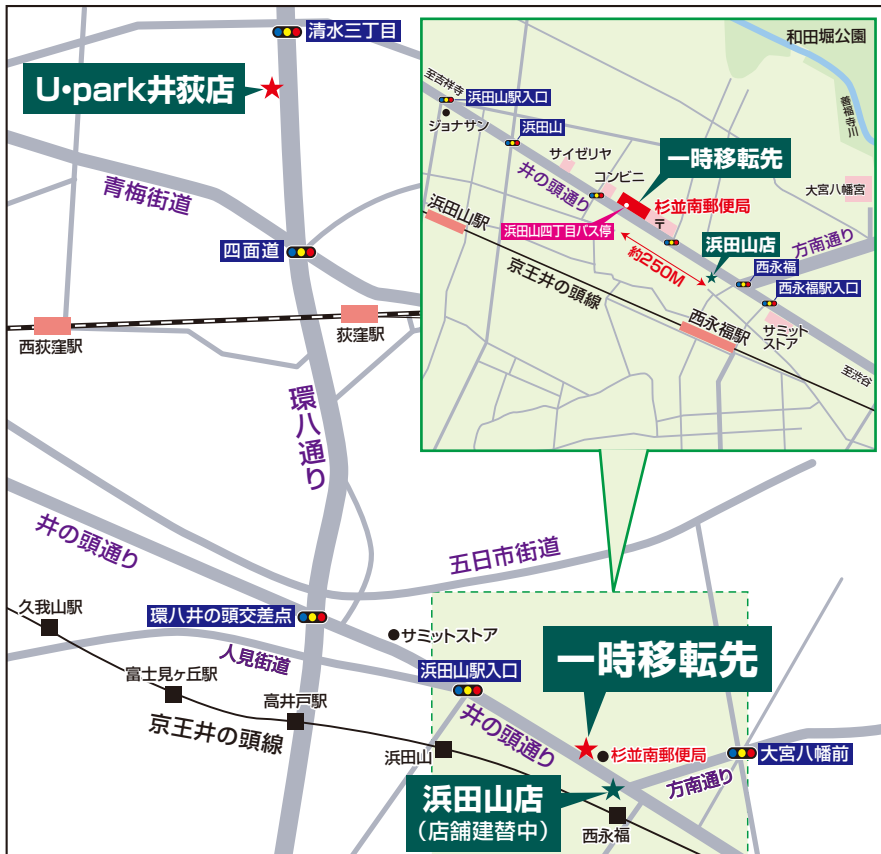 清水三丁目
U・park井荻店
青梅街道
四面道
西荻窪駅
荻窪駅
環八通り
井の頭通り
五日市街道
環八井の頭交差点
久我山駅
人見街道
富士見ヶ丘駅
高井戸駅
京王井の頭線
サミットストア
浜田山駅入口
一時移転先
井の頭通り
杉並南郵便局
大宮八幡前
浜田山
方南通り
浜田山店
(店舗建替中)
西永福
和田堀公園
善福寺川
至吉祥寺
浜田山駅入口
ジョナサン
浜田山
サイゼリヤ
コンビニ
一時移転先
井の頭通り
杉並南郵便局
〒
大宮八幡宮
浜田山駅
浜田山四丁目バス停
浜田山店
方南通り
約250M
西永福
京王井の頭線
西永福駅入口
西永福駅
サミット
ストア
至渋谷